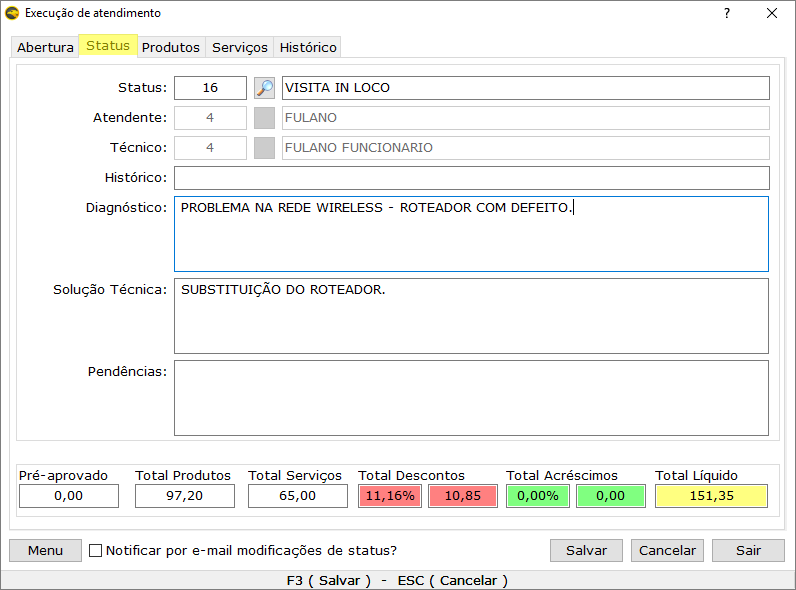 Execução de atendimento ?
Abertura Status Produtos Serviços Histórico
Status: 16 VISITA IN LOCO
Atendente: 4 FULANO
Técnico: 4 FULANO FUNCIONARIO
Histórico:
Diagnóstico: PROBLEMA NA REDE WIRELESS - ROTEADOR COM DEFEITO.
Solução Técnica: SUBSTITUIÇÃO DO ROTEADOR.
Pendências:
Pré-aprovado Total Produtos Total Serviços Total Descontos Total Acréscimos Total Líquido
0,00 97,20 65,00 11,16% 10,85 0,00% 0,00 151,35
Menu Notificar por e-mail modificações de status? Salvar Cancelar Sair
F3 ( Salvar ) - ESC ( Cancelar )